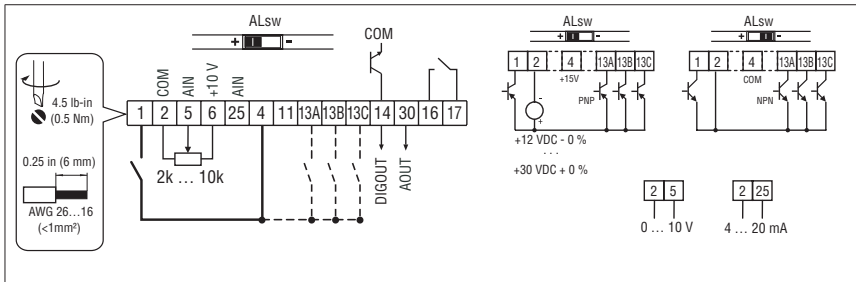 ALsw
+ -
COM
4.5 lb-in
(0.5 Nm)
0.25 in (6 mm)
AWG 26…16
(<1mm²)
COM
AIN
+10 V
AIN
1 2 5 6 25 4 11 13A 13B 13C 14 30 16 17
2k … 10k
DIGOUT
AOUT
ALsw
+ -
1 2 4 13A 13B 13C
+15V
PNP
-
+
+12 VDC - 0 %
...
+30 VDC + 0 %
ALsw
+ -
1 2 4 13A 13B 13C
COM
NPN
2 5
0 … 10 V
2 25
4 … 20 mA